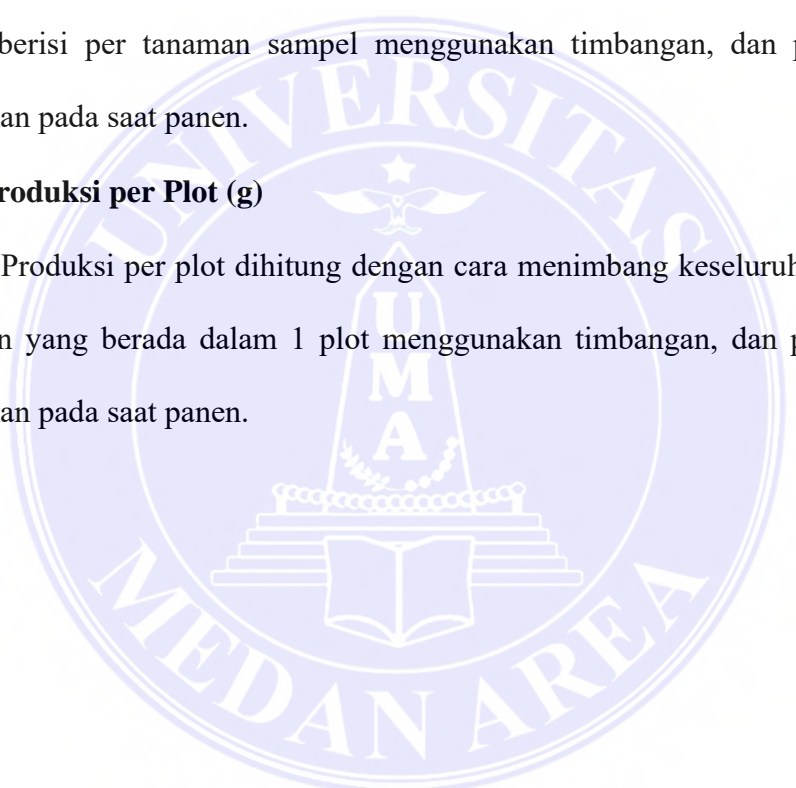 berisi per tanaman sampel menggunakan timbangan, dan p
an pada saat panen.
roduksi per Plot (g)
Produksi per plot dihitung dengan cara menimbang keseluruh
n yang berada dalam 1 plot menggunakan timbangan, dan p
an pada saat panen.
UNIVERSITAS
UMA
MEDAN AREA